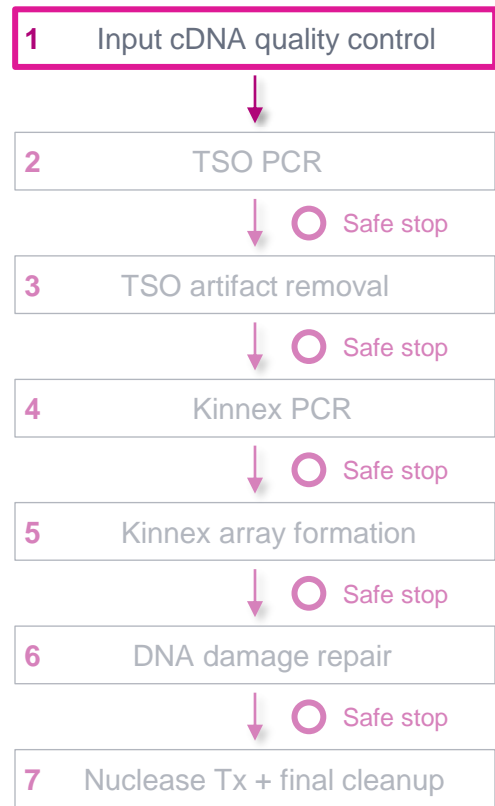 1 Input cDNA quality control
2 TSO PCR
Safe stop
3 TSO artifact removal
Safe stop
4 Kinnex PCR
Safe stop
5 Kinnex array formation
Safe stop
6 DNA damage repair
Safe stop
7 Nuclease Tx + final cleanup